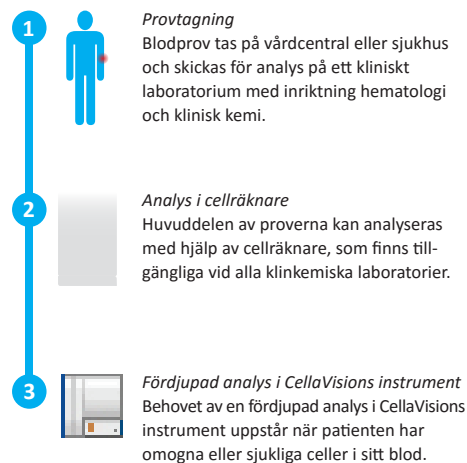 1
Provtagning
Blodprov tas på vårdcentral eller sjukhus
och skickas för analys på ett kliniskt
laboratorium med inriktning hematologi
och klinisk kemi.
2
Analys i cellräknare
Huvuddelen av proverna kan analyseras
med hjälp av cellräknare, som finns till-
gängliga vid alla klinkemiska laboratorier.
3
Fördjupad analys i CellaVisions instrument
Behovet av en fördjupad analys i CellaVisions
instrument uppstår när patienten har
omogna eller sjukliga celler i sitt blod.